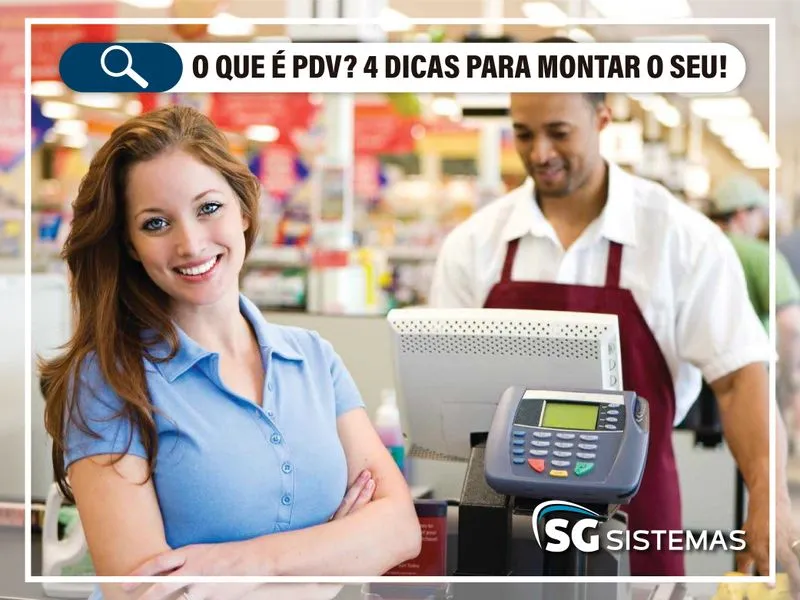 O QUE É PDV? 4 DICAS PARA MONTAR O SEU!
SG SISTEMAS